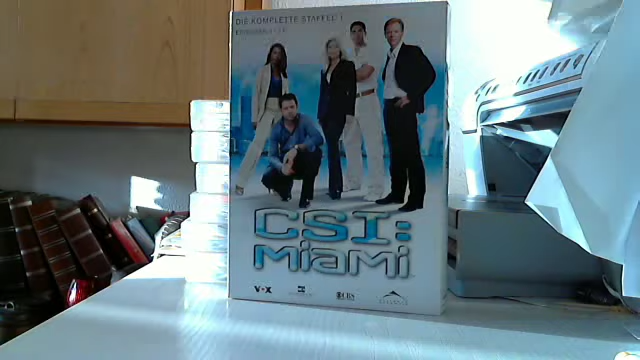 DIE KOMPLETTE STAFFEL 1
CSI:
MIAMI
VOX
CBS